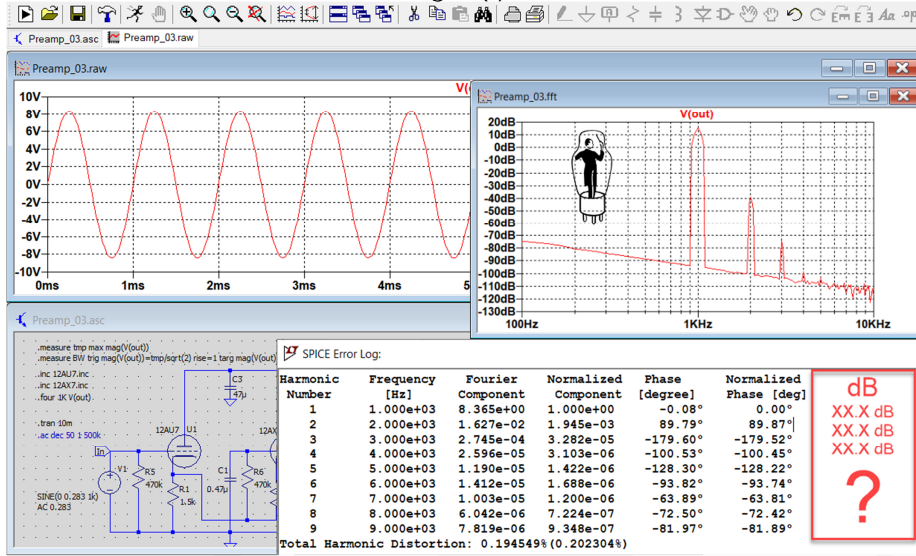 Preamp_03.asc Preamp_03.raw
Preamp_03.raw
10V
8V
6V
4V
2V
0V
-2V
-4V
-6V
-8V
-10V
0ms 1ms 2ms 3ms 4ms
Preamp_03.fft
V(out)
20dB
10dB
0dB
-10dB
-20dB
-30dB
-40dB
-50dB
-60dB
-70dB
-80dB
-90dB
-100dB
-110dB
-120dB
-130dB
100Hz 1KHz 10KHz
Preamp_03.asc
.measure tmp max mag(V(out))
.measure BW trig mag(V(out))=tmp/sqrt(2) rise=1 targ mag(V(out)
.inc 12AU7.inc
.inc 12AX7.inc
.four 1K V(out)
.tran 10m
.ac dec 50 1 500k
C3
47µ
12AU7 U1
12AX
In
V1
R5
470k
R1
1.5k
C1
0.47µ
R6
470k
SINE(0 0.283 1k)
AC 0.283
SPICE Error Log:
Harmonic Frequency Fourier Normalized Phase Normalized
Number [Hz] Component Component [degree] Phase [deg]
1 1.000e+03 8.365e+00 1.000e+00 -0.08° 0.00°
2 2.000e+03 1.627e-02 1.945e-03 89.79° 89.87°
3 3.000e+03 2.745e-04 3.282e-05 -179.60° -179.52°
4 4.000e+03 2.596e-05 3.103e-06 -100.53° -100.45°
5 5.000e+03 1.190e-05 1.422e-06 -128.30° -128.22°
6 6.000e+03 1.412e-05 1.688e-06 -93.82° -93.74°
7 7.000e+03 1.003e-05 1.200e-06 -63.89° -63.81°
8 8.000e+03 6.042e-06 7.224e-07 -72.50° -72.42°
9 9.000e+03 7.819e-06 9.348e-07 -81.97° -81.89°
Total Harmonic Distortion: 0.194549%(0.202304%)
dB
XX.X dB
XX.X dB
XX.X dB
?